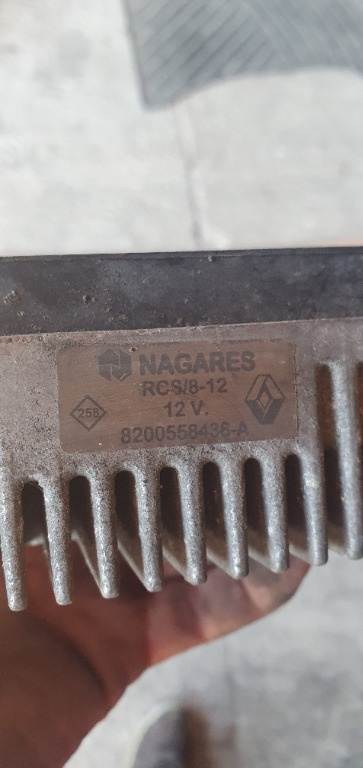 NAGARES
RCS/8-12
12 V.
258
8200558438-A